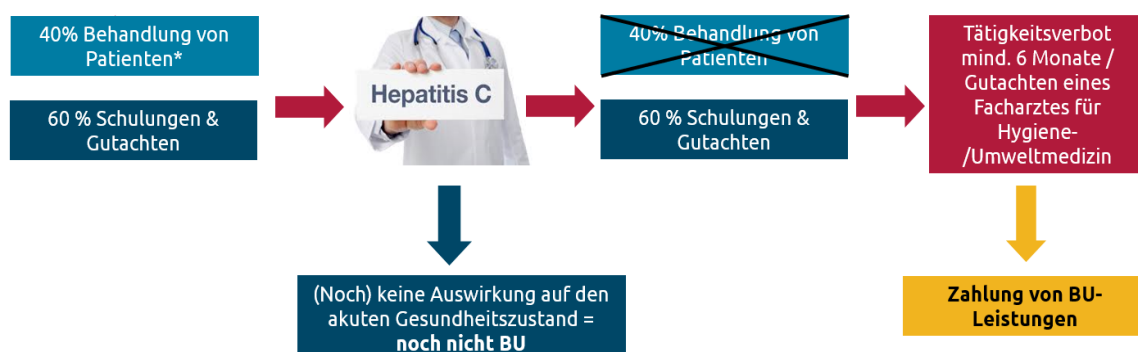 40% Behandlung von
Patienten*
60 % Schulungen &
Gutachten
Hepatitis C
40% Behandlung von
Patienten
60 % Schulungen &
Gutachten
Tätigkeitsverbot
mind. 6 Monate /
Gutachten eines
Facharztes für
Hygiene-
/Umweltmedizin
(Noch) keine Auswirkung auf den
akuten Gesundheitszustand =
noch nicht BU
Zahlung von BU-
Leistungen